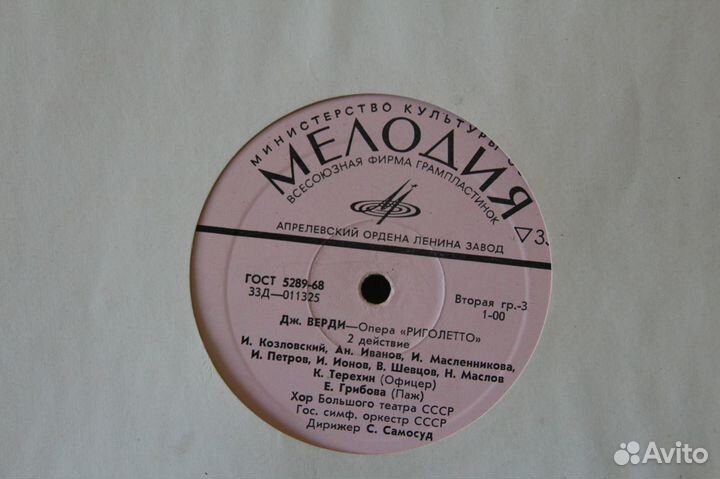 МИНИСТЕРСТВО КУЛЬТУРЫ
МЕЛОДИЯ
ВСЕСОЮЗНАЯ ФИРМА ГРАМПЛАСТИНОК
АПРЕЛЕВСКИЙ ОРДЕНА ЛЕНИНА ЗАВОД
▽33
ГОСТ 5289-68
33Д—011325
Вторая гр.-3
1-00
Дж. ВЕРДИ—Опера «РИГОЛЕТТО»
2 действие
И. Козловский, Ан. Иванов, И. Масленникова,
И. Петров, И. Ионов, В. Шевцов, Н. Маслов
К. Терехин (Офицер)
Е. Грибова (Паж)
Хор Большого театра СССР
Гос. симф. оркестр СССР
Дирижер С. Самосуд
Avito